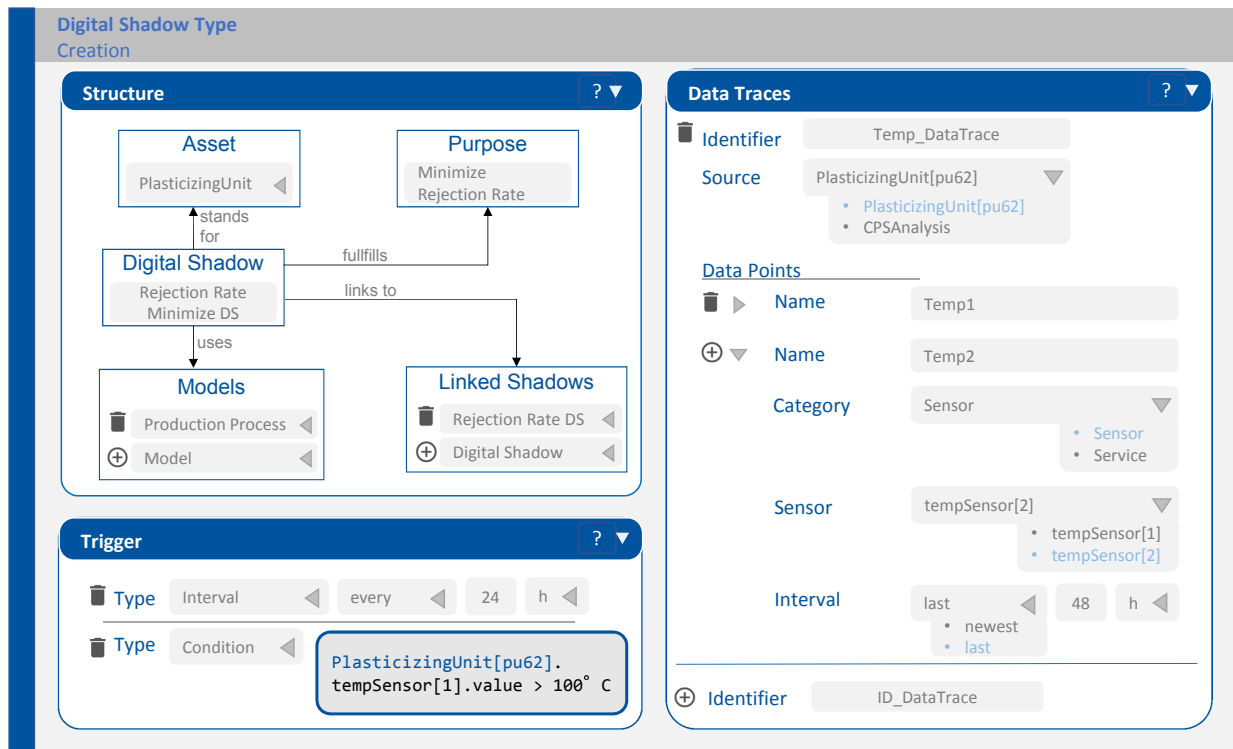 Digital Shadow Type
Creation
Structure
?
Asset
PlasticizingUnit
Purpose
Minimize
Rejection Rate
stands
for
Digital Shadow
Rejection Rate
Minimize DS
fullfills
links to
uses
Models
Production Process
Model
Linked Shadows
Rejection Rate DS
Digital Shadow
Trigger
?
Type Interval every 24 h
Type Condition
PlasticizingUnit[pu62].
tempSensor[1].value > 100° C
Data Traces
?
Identifier Temp_DataTrace
Source PlasticizingUnit[pu62]
• PlasticizingUnit[pu62]
• CPSAnalysis
Data Points
Name Temp1
Name Temp2
Category Sensor
• Sensor
• Service
Sensor tempSensor[2]
• tempSensor[1]
• tempSensor[2]
Interval last 48 h
• newest
• last
Identifier ID_DataTrace